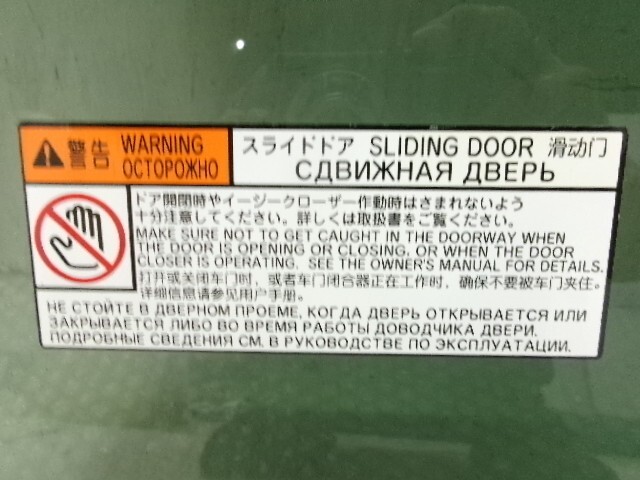 警告 WARNING
ОСТОРОЖНО
スライドドア SLIDING DOOR 滑动门
СДВИЖНАЯ ДВЕРЬ
ドア開閉時やイージークローザー作動時はさまれないよう
十分注意してください。詳しくは取扱書をご覧ください。
MAKE SURE NOT TO GET CAUGHT IN THE DOORWAY WHEN
THE DOOR IS OPENING OR CLOSING, OR WHEN THE DOOR
CLOSER IS OPERATING. SEE THE OWNER'S MANUAL FOR DETAILS.
打开或关闭车门时，或者车门闭合器正在工作时，确保不要被车门夹住。
详细信息请参见用户手册.
НЕ СТОЙТЕ В ДВЕРНОМ ПРОЕМЕ, КОГДА ДВЕРЬ ОТКРЫВАЕТСЯ ИЛИ
ЗАКРЫВАЕТСЯ ЛИБО ВО ВРЕМЯ РАБОТЫ ДОВОДЧИКА ДВЕРИ.
ПОДРОБНЫЕ СВЕДЕНИЯ СМ. В РУКОВОДСТВЕ ПО ЭКСПЛУАТАЦИИ.